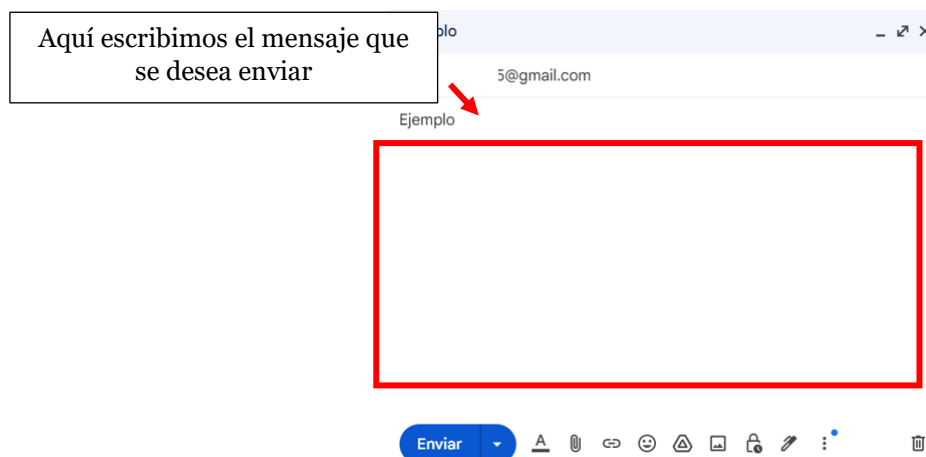 Aquí escribimos el mensaje que
se desea enviar
5@gmail.com
Ejemplo
Enviar